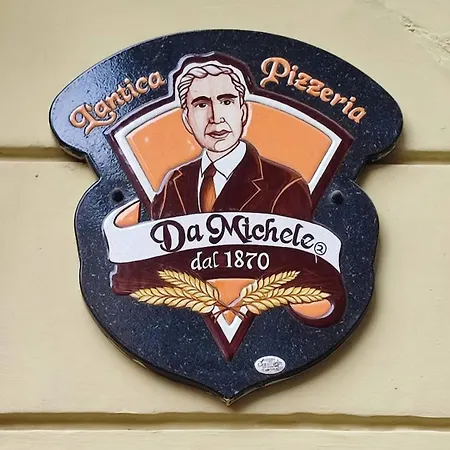 L'antica Pizzeria
Da Michele
dal 1870